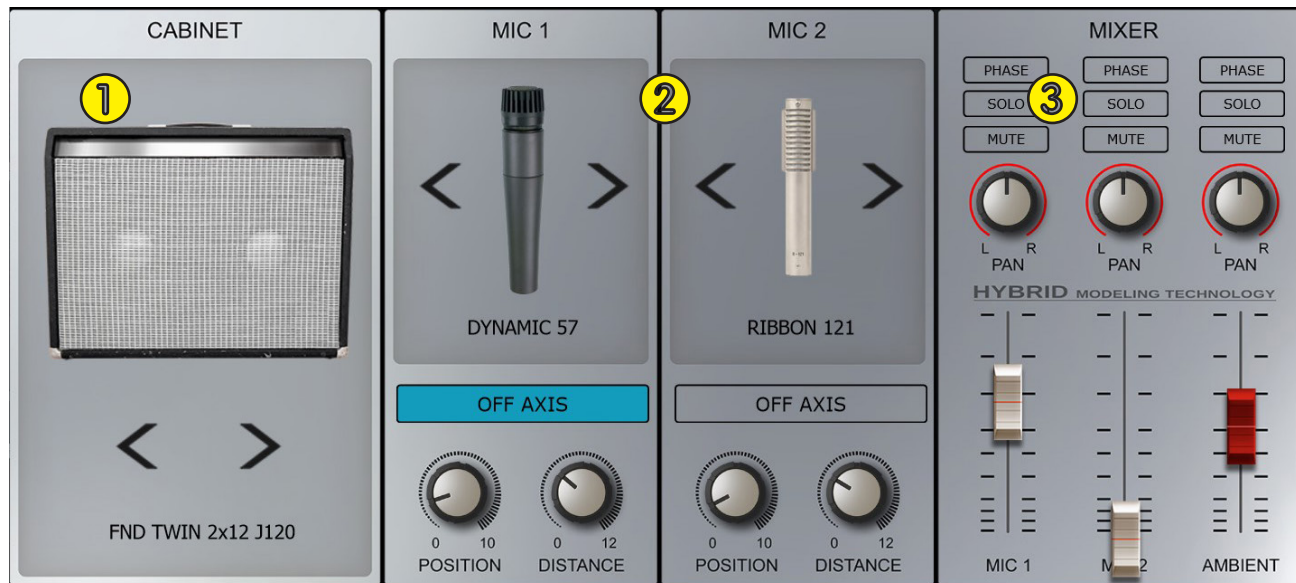 CABINET
1
FND TWIN 2x12 J120
MIC 1
DYNAMIC 57
OFF AXIS
0 10
POSITION
0 12
DISTANCE
2
MIC 2
RIBBON 121
OFF AXIS
0 10
POSITION
0 12
DISTANCE
MIXER
PHASE PHASE PHASE
SOLO 3 SOLO SOLO
MUTE MUTE MUTE
L R L R L R
PAN PAN PAN
HYBRID MODELING TECHNOLOGY
MIC 1 AMBIENT